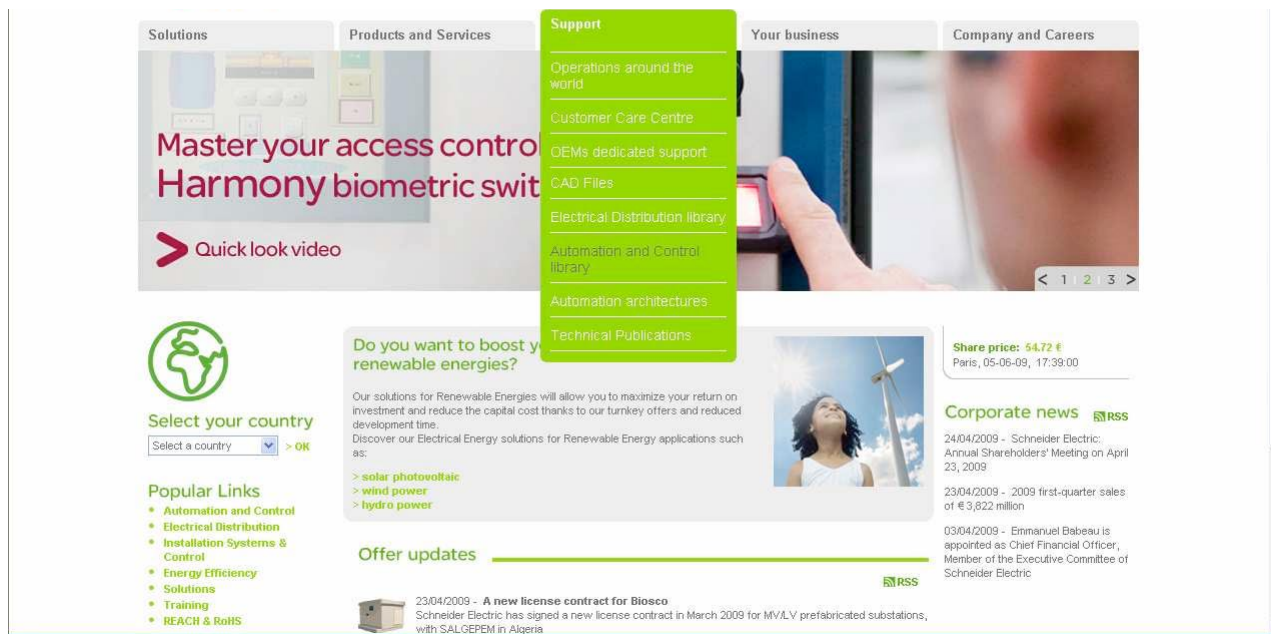 Solutions
Products and Services
Support
Your business
Company and Careers
Operations around the
world
Customer Care Centre
OEMs dedicated support
CAD Files
Electrical Distribution library
Automation and Control
library
Automation architectures
Technical Publications
Master your access contro
Harmony biometric swit
> Quick look video
< 1 | 2 | 3 >
Select your country
Select a country > OK
Popular Links
• Automation and Control
• Electrical Distribution
• Installation Systems &
Control
• Energy Efficiency
• Solutions
• Training
• REACH & RoHS
Do you want to boost y
renewable energies?
Our solutions for Renewable Energies will allow you to maximize your return on
investment and reduce the capital cost thanks to our turnkey offers and reduced
development time.
Discover our Electrical Energy solutions for Renewable Energy applications such
as:
> solar photovoltaic
> wind power
> hydro power
Offer updates
RSS
23/04/2009 - A new license contract for Biosco
Schneider Electric has signed a new license contract in March 2009 for MV/LV prefabricated substations,
with SALGEPEM in Algeria
Share price: 54.72 €
Paris, 05-06-09, 17:39:00
Corporate news RSS
24/04/2009 - Schneider Electric:
Annual Shareholders' Meeting on April
23, 2009
23/04/2009 - 2009 first-quarter sales
of € 3,822 million
03/04/2009 - Emmanuel Babeau is
appointed as Chief Financial Officer,
Member of the Executive Committee of
Schneider Electric